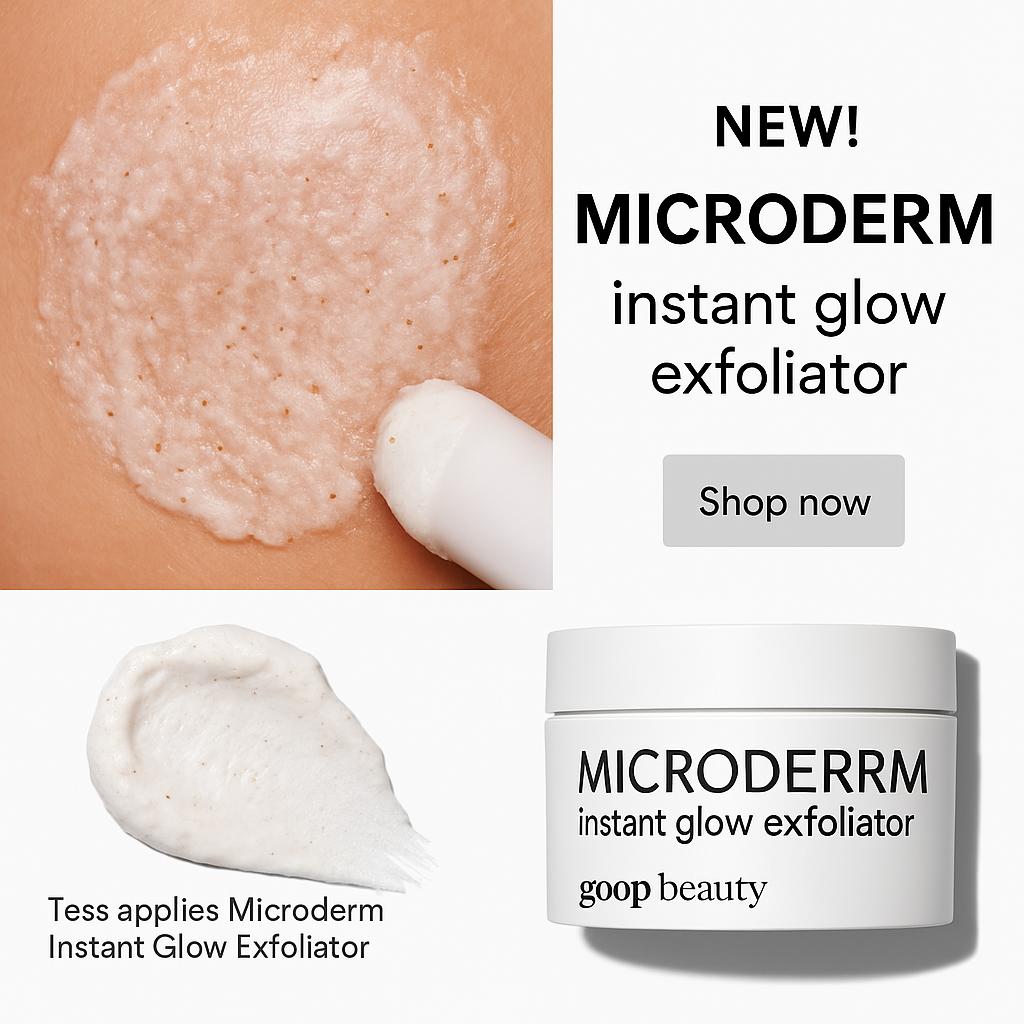 NEW!
MICRODERM
instant glow
exfoliator
Shop now
Tess applies Microderm
Instant Glow Exfoliator
MICRODERRM
instant glow exfoliator
goop beauty